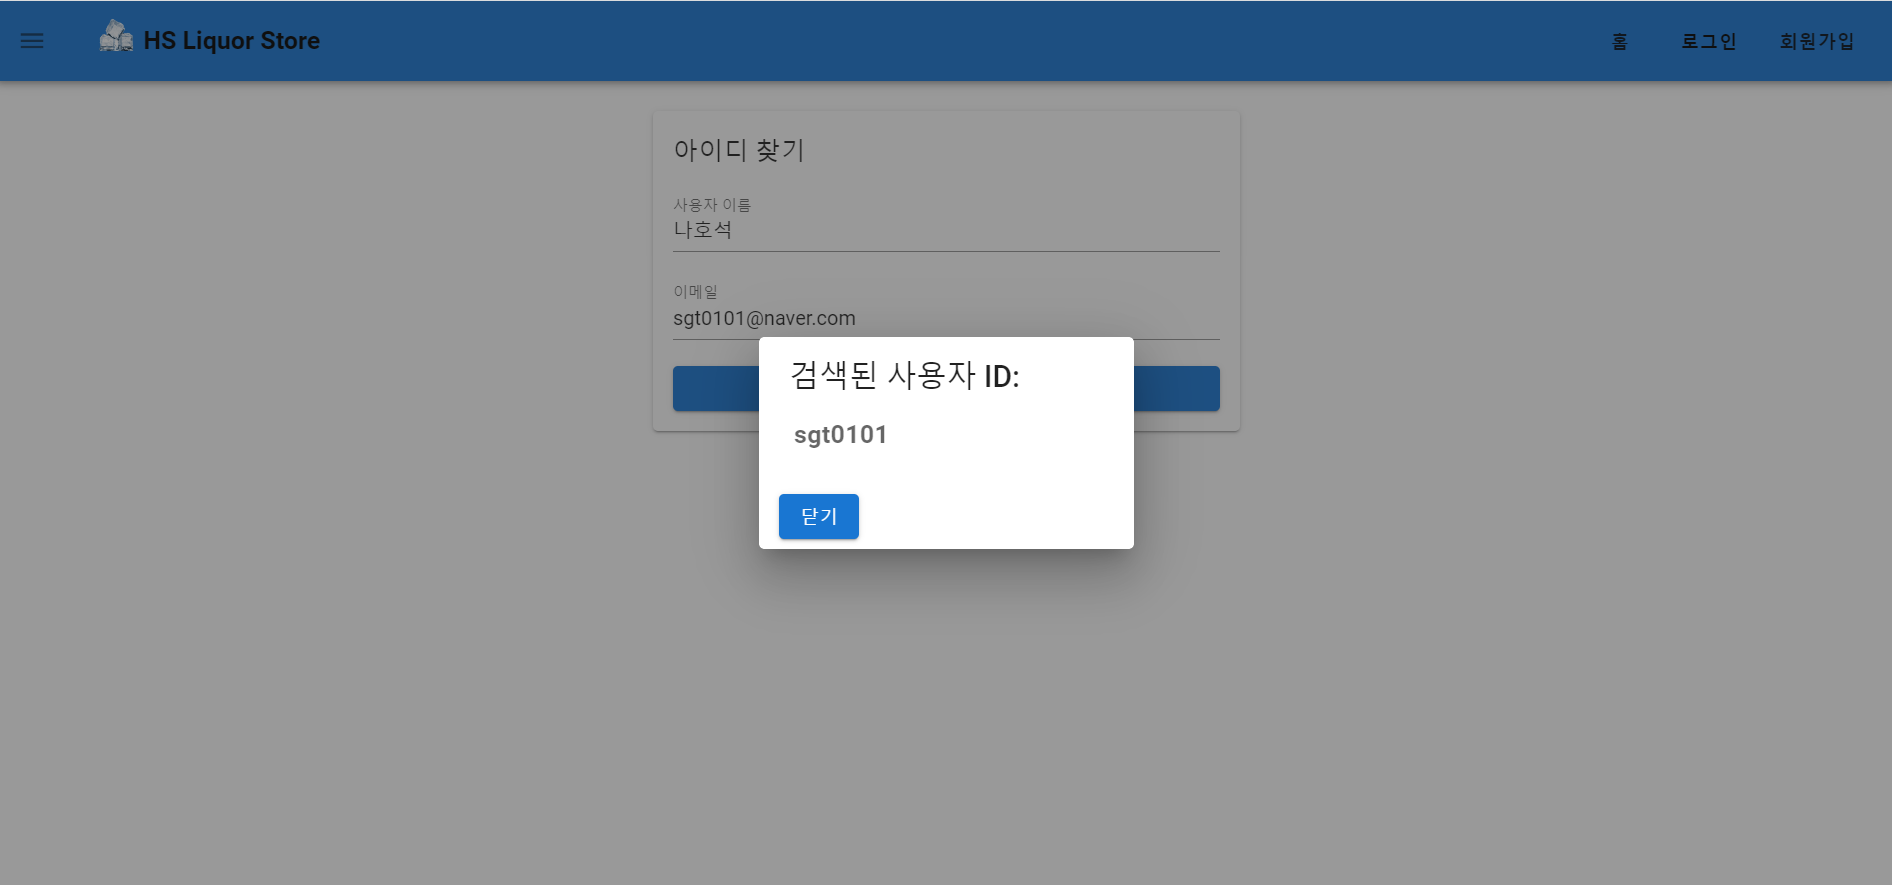 HS Liquor Store
홈 로그인 회원가입
아이디 찾기
사용자 이름
나호석
이메일
sgt0101@naver.com
검색된 사용자 ID:
sgt0101
닫기